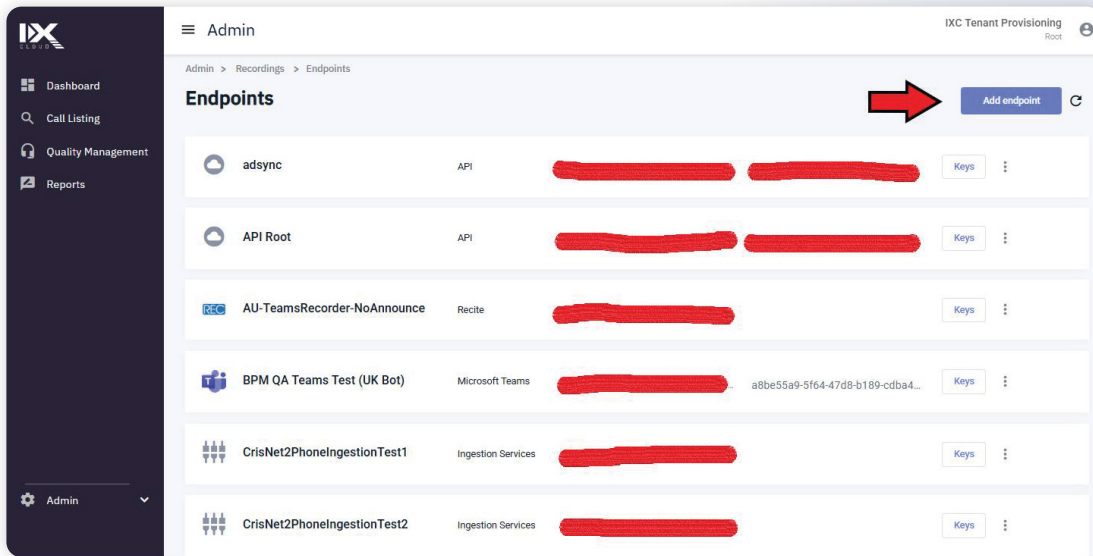 IXC Tenant Provisioning
Admin
Root
IX
CLOUD
Admin > Recordings > Endpoints
Dashboard
Endpoints
Add endpoint
Call Listing
Quality Management
Reports
adsync API Keys
API Root API Keys
REC AU-TeamsRecorder-NoAnnounce Recite Keys
BPM QA Teams Test (UK Bot) Microsoft Teams ... a8be55a9-5f64-47d8-b189-cdba4... Keys
CrisNet2PhoneIngestionTest1 Ingestion Services Keys
Admin
CrisNet2PhoneIngestionTest2 Ingestion Services Keys